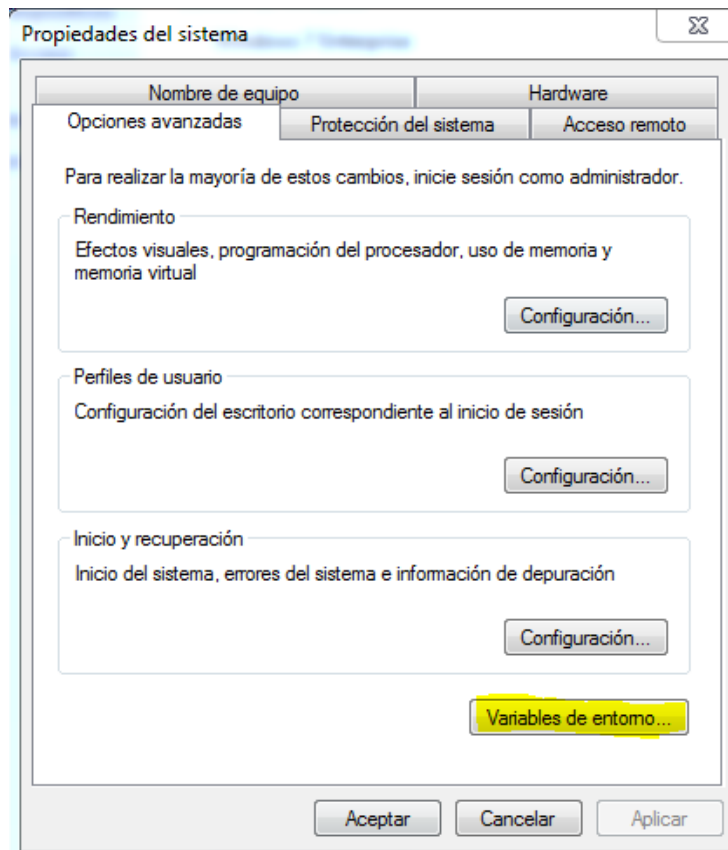 Propiedades del sistema
Nombre de equipo
Hardware
Opciones avanzadas
Protección del sistema
Acceso remoto
Para realizar la mayoría de estos cambios, inicie sesión como administrador.
Rendimiento
Efectos visuales, programación del procesador, uso de memoria y
memoria virtual
Configuración...
Perfiles de usuario
Configuración del escritorio correspondiente al inicio de sesión
Configuración...
Inicio y recuperación
Inicio del sistema, errores del sistema e información de depuración
Configuración...
Variables de entorno...
Aceptar
Cancelar
Aplicar